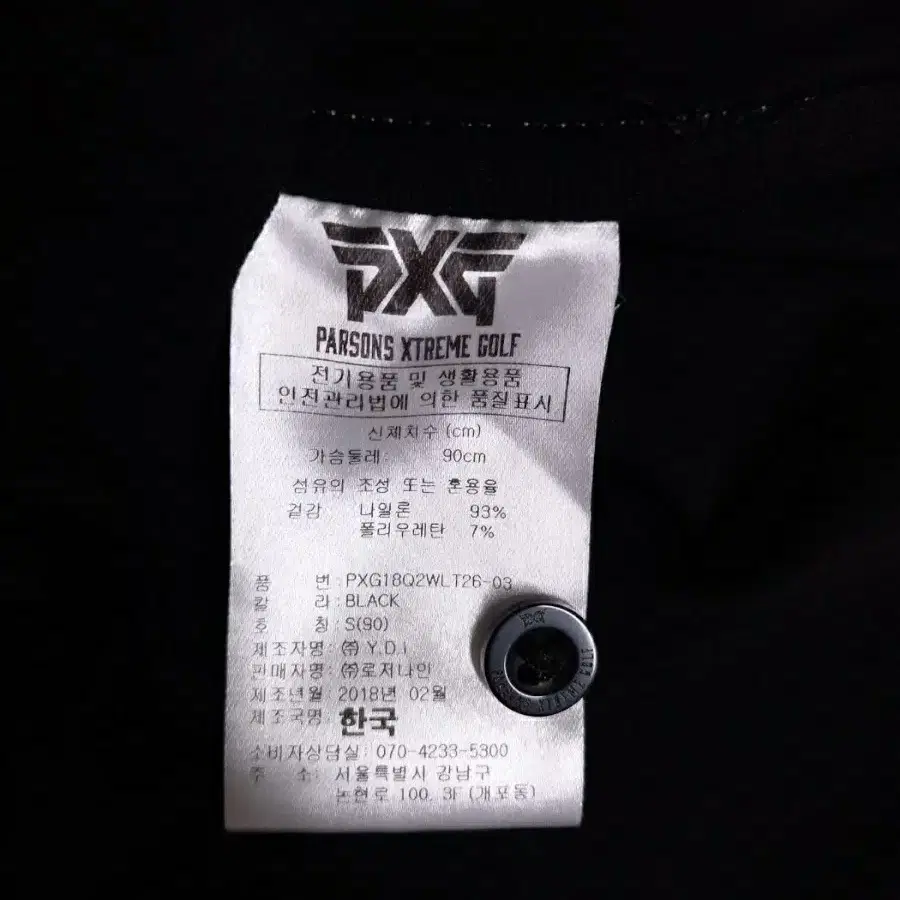 PXG
PARSONS XTREME GOLF
전기용품 및 생활용품
안전관리법에 의한 품질표시
신체치수 (cm)
가슴둘레: 90cm
섬유의 조성 또는 혼용율
겉감 나일론 93%
폴리우레탄 7%
품 번 : PXG18Q2WLT26-03
칼 라 : BLACK
호 칭 : S(90)
제조자명 : ㈜ Y.D.I
판매자명 : ㈜로저나인
제조년월 : 2018년 02월
제조국명 : 한국
소비자상담실 : 070-4233-5300
주 소 : 서울특별시 강남구
논현로 100, 3F (개포동)
PXG
PARSONS XTREME GOLF